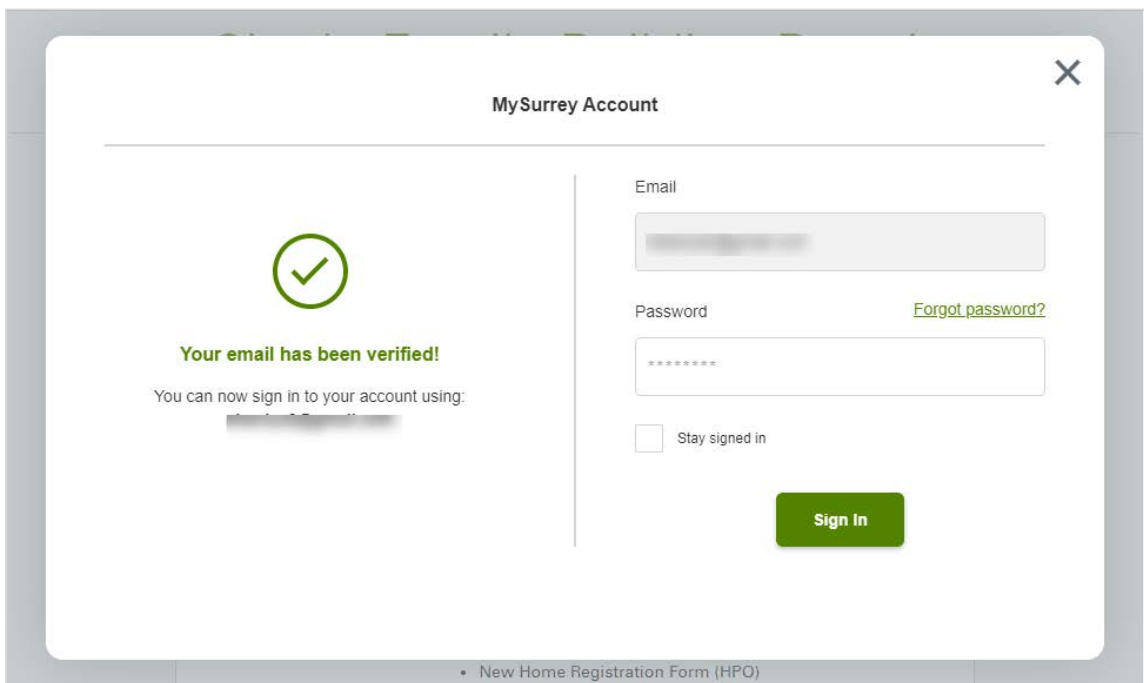 MySurrey Account
Your email has been verified!
You can now sign in to your account using:
Email
Password
Forgot password?
********
Stay signed in
Sign In
• New Home Registration Form (HPO)